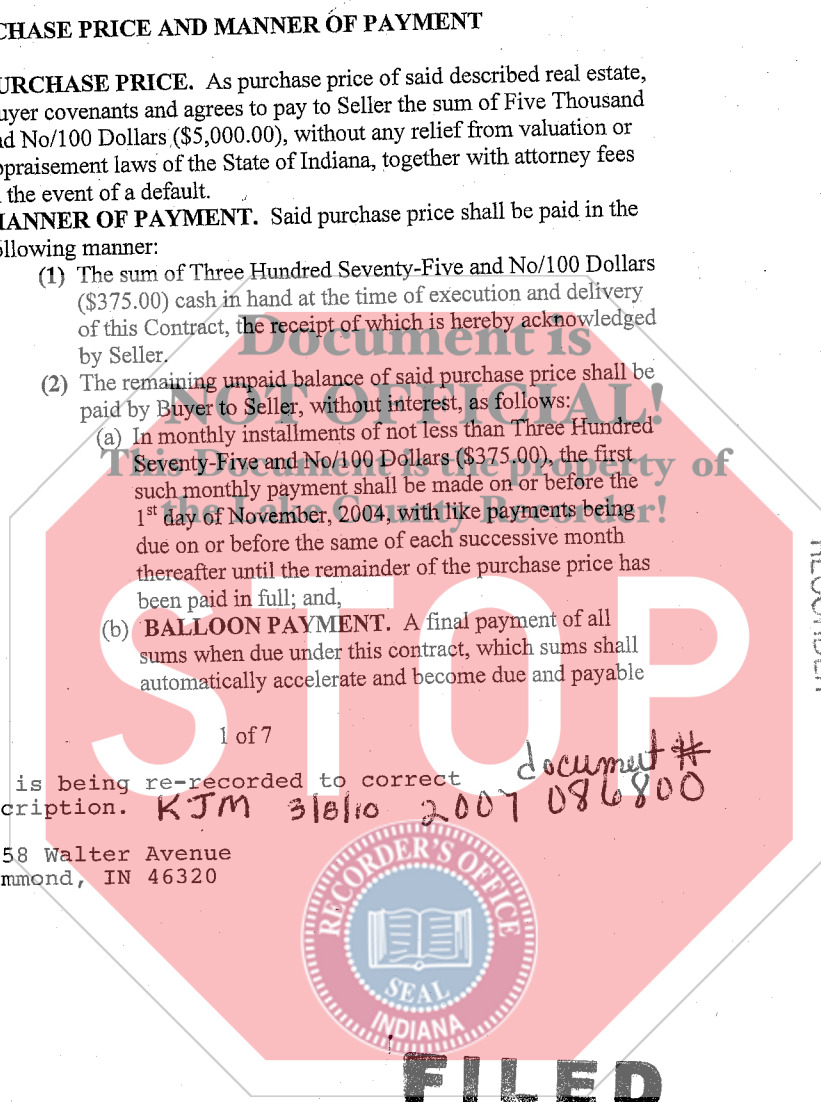 CHASE PRICE AND MANNER OF PAYMENT
URCHASE PRICE. As purchase price of said described real estate,
uyer covenants and agrees to pay to Seller the sum of Five Thousand
nd No/100 Dollars ($5,000.00), without any relief from valuation or
ppraisement laws of the State of Indiana, together with attorney fees
the event of a default.
MANNER OF PAYMENT. Said purchase price shall be paid in the
ollowing manner:
(1) The sum of Three Hundred Seventy-Five and No/100 Dollars
($375.00) cash in hand at the time of execution and delivery
of this Contract, the receipt of which is hereby acknowledged
by Seller.
Document is
(2) The remaining unpaid balance of said purchase price shall be
paid by Buyer to Seller, without interest, as follows:
NOT OFFICIAL!
(a) In monthly installments of not less than Three Hundred
Seventy-Five and No/100 Dollars ($375.00), the first
This Document is the property of
such monthly payment shall be made on or before the
1st day of November, 2004, with like payments being
the Lake County Recorder!
due on or before the same of each successive month
thereafter until the remainder of the purchase price has
been paid in full; and,
(b) BALLOON PAYMENT. A final payment of all
sums when due under this contract, which sums shall
automatically accelerate and become due and payable
STOP
1 of 7
is being re-recorded to correct document #
cription. KJM 3/8/10 2007 086800
58 Walter Avenue
mmond, IN 46320
RECORDER'S OFFICE
SEAL
INDIANA
FILED